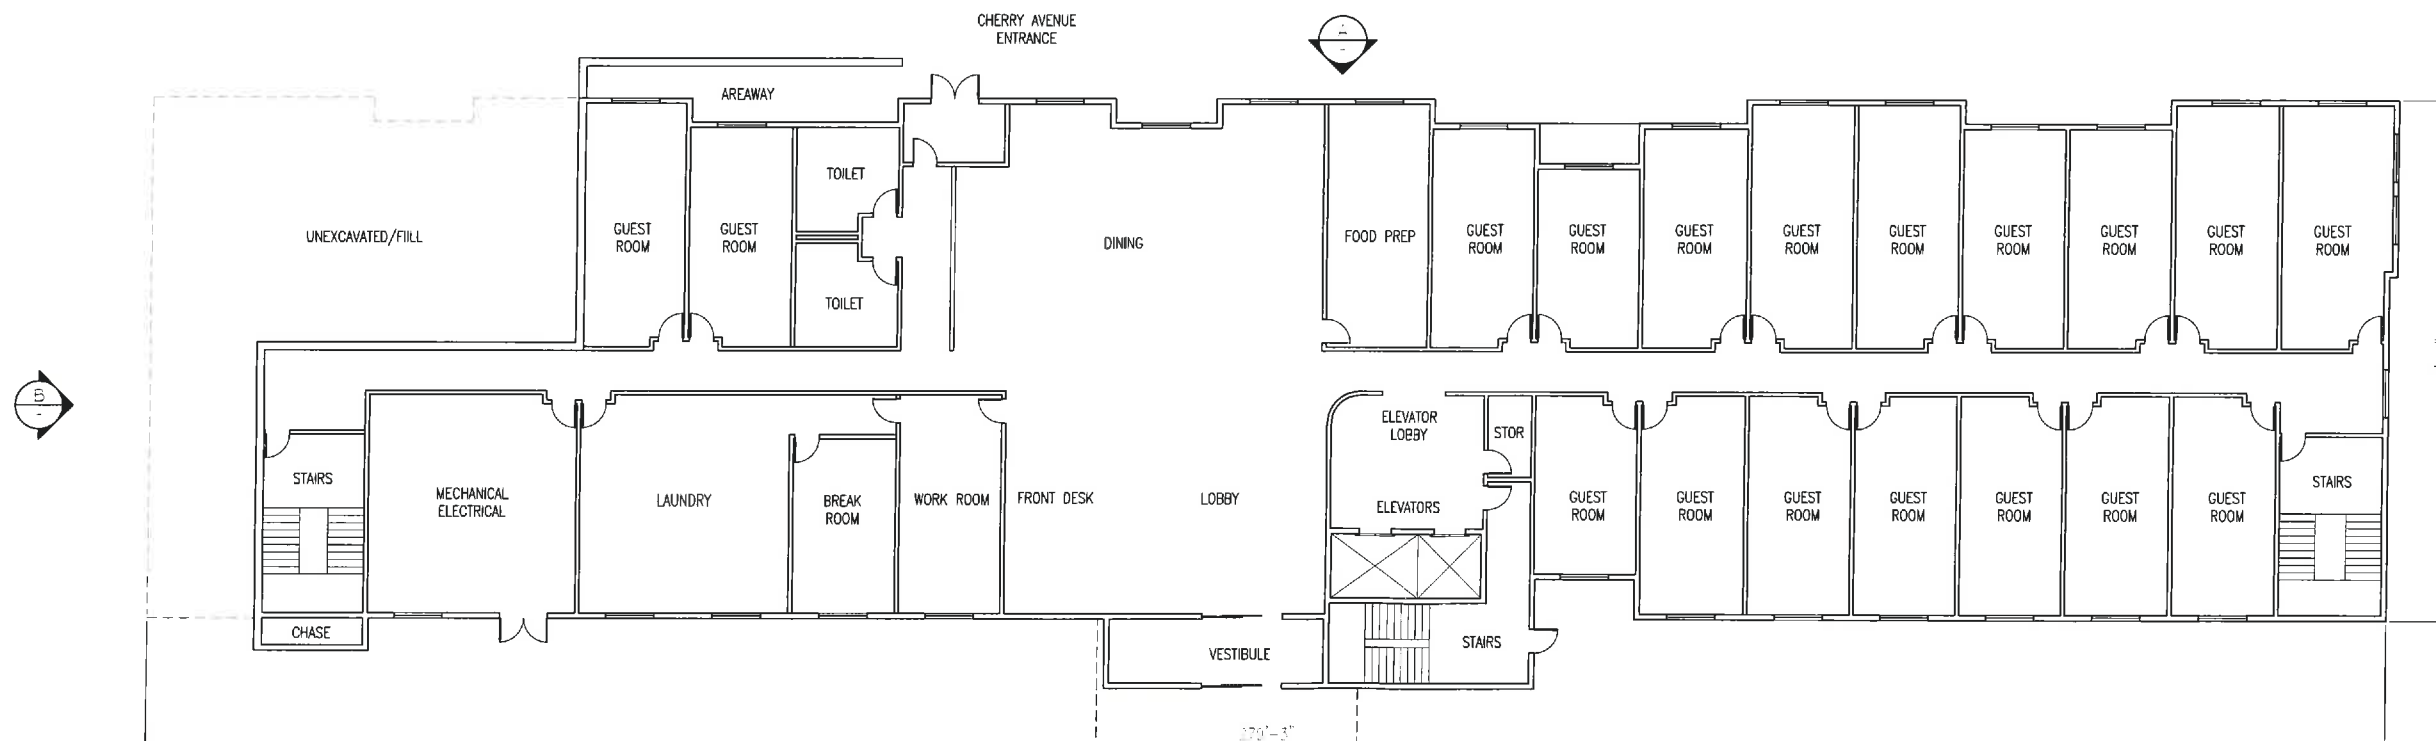 CHERRY AVENUE
ENTRANCE
A
-
AREAWAY
UNEXCAVATED/FIILL
GUEST
ROOM
GUEST
ROOM
TOILET
TOILET
DINING
FOOD PREP
GUEST
ROOM
GUEST
ROOM
GUEST
ROOM
GUEST
ROOM
GUEST
ROOM
GUEST
ROOM
GUEST
ROOM
GUEST
ROOM
GUEST
ROOM
B
-
STAIRS
MECHANICAL
ELECTRICAL
LAUNDRY
BREAK
ROOM
WORK ROOM
FRONT DESK
LOBBY
ELEVATOR
LOBBY
STOR
ELEVATORS
GUEST
ROOM
GUEST
ROOM
GUEST
ROOM
GUEST
ROOM
GUEST
ROOM
GUEST
ROOM
GUEST
ROOM
STAIRS
CHASE
VESTIBULE
STAIRS
279'-3"